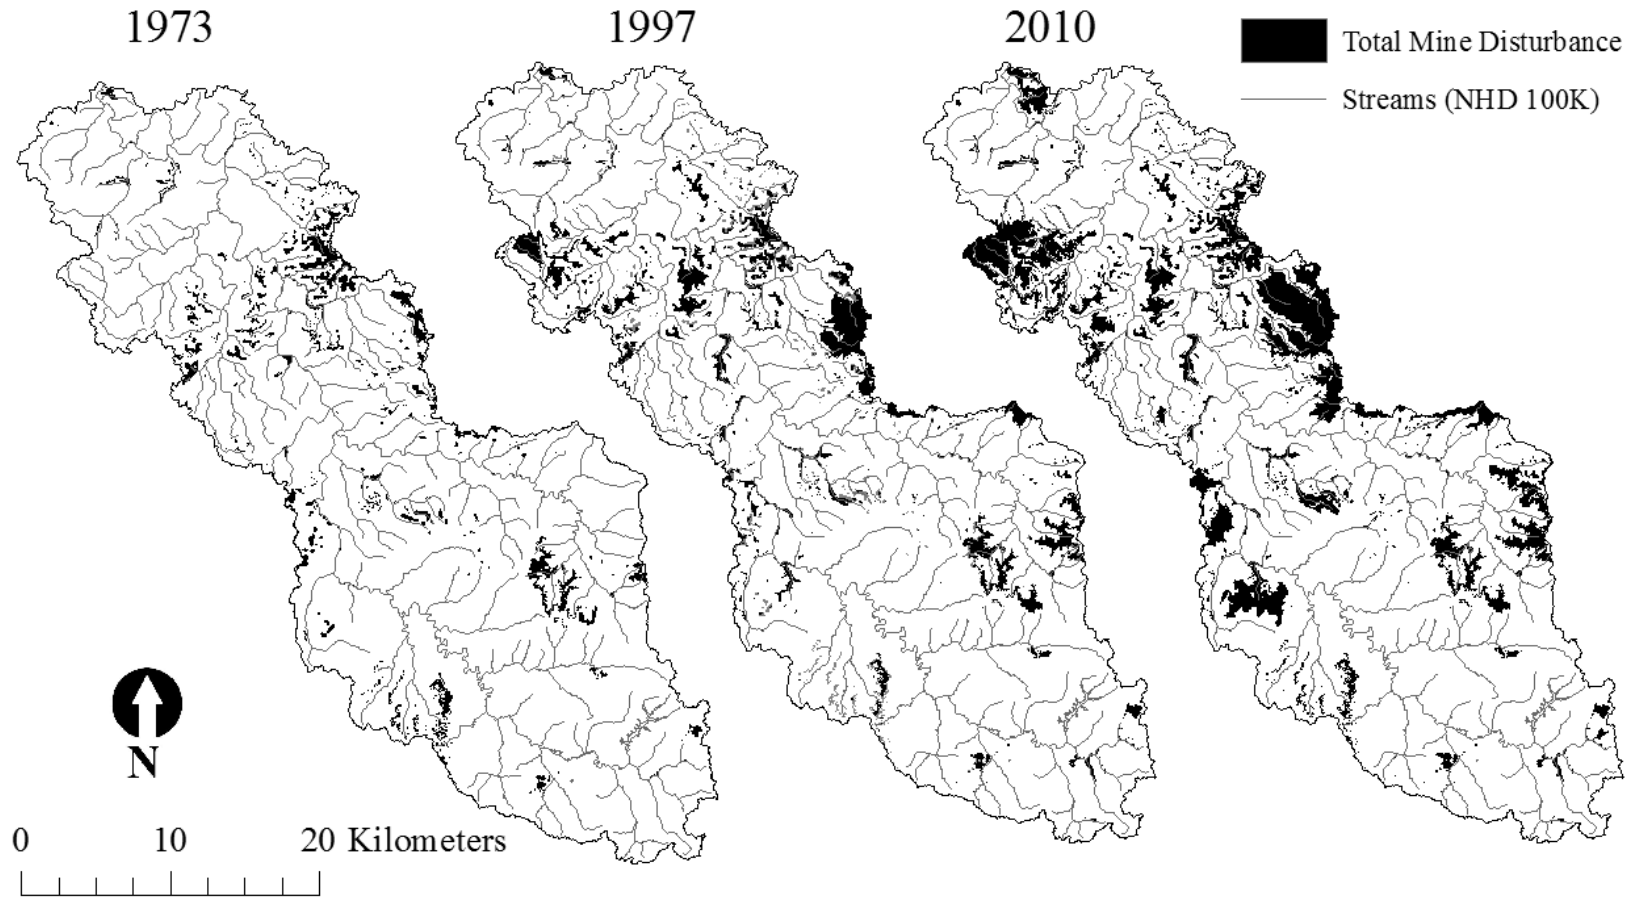 1973
1997
2010
Total Mine Disturbance
Streams (NHD 100K)
N
0 10 20 Kilometers